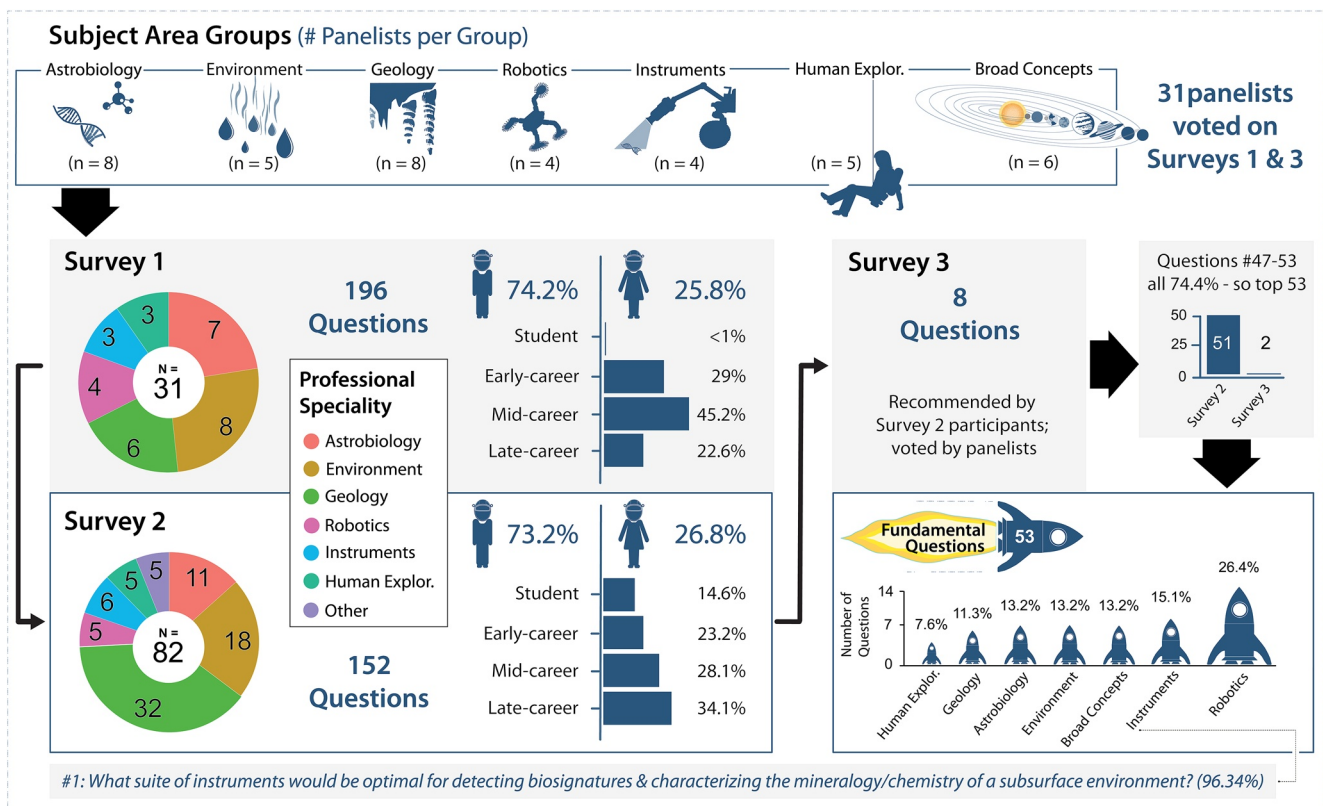 Subject Area Groups (# Panelists per Group)
Astrobiology
Environment
Geology
Robotics
Instruments
Human Explor.
Broad Concepts
(n = 8)
(n = 5)
(n = 8)
(n = 4)
(n = 4)
(n = 5)
(n = 6)
31panelists
voted on
Surveys 1 & 3
Survey 1
7
8
6
4
3
3
N =
31
196
Questions
74.2%
25.8%
Student
<1%
Early-career
29%
Mid-career
45.2%
Late-career
22.6%
Professional
Speciality
Astrobiology
Environment
Geology
Robotics
Instruments
Human Explor.
Other
Survey 2
11
18
32
5
6
5
5
N =
82
152
Questions
73.2%
26.8%
Student
14.6%
Early-career
23.2%
Mid-career
28.1%
Late-career
34.1%
Survey 3
8
Questions
Recommended by
Survey 2 participants;
voted by panelists
Questions #47-53
all 74.4% - so top 53
50
25
0
51
2
Survey 2
Survey 3
Fundamental
Questions
53
Number of
Questions
14
7
0
7.6%
11.3%
13.2%
13.2%
13.2%
15.1%
26.4%
Human Explor.
Geology
Astrobiology
Environment
Broad Concepts
Instruments
Robotics
#1: What suite of instruments would be optimal for detecting biosignatures & characterizing the mineralogy/chemistry of a subsurface environment? (96.34%)